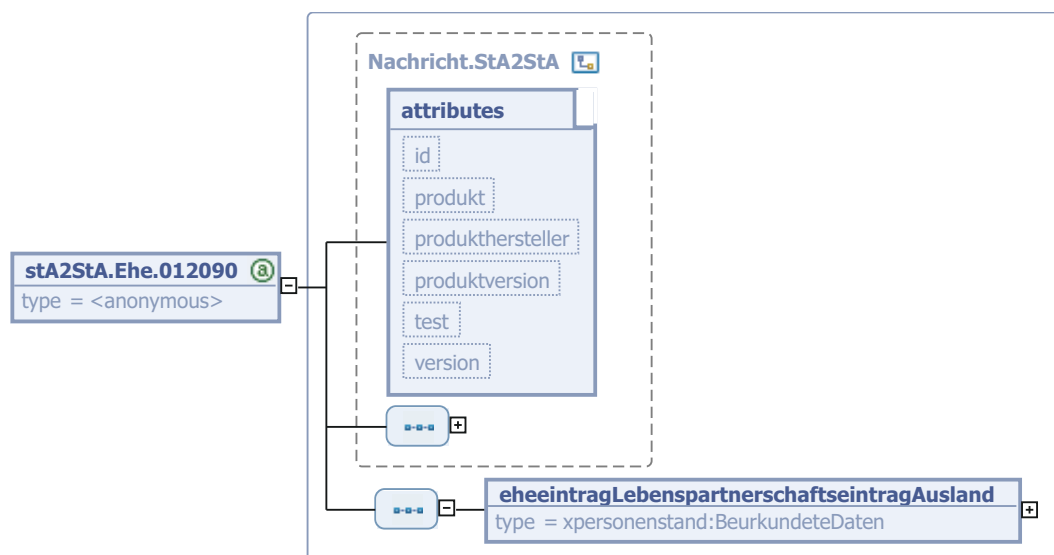 Nachricht.StA2StA
attributes
id
produkt
produkthersteller
produktversion
test
version
stA2StA.Ehe.012090 a
type = <anonymous>
eheeintragLebenspartnerschaftseintragAusland
type = xpersonenstand:BeurkundeteDaten